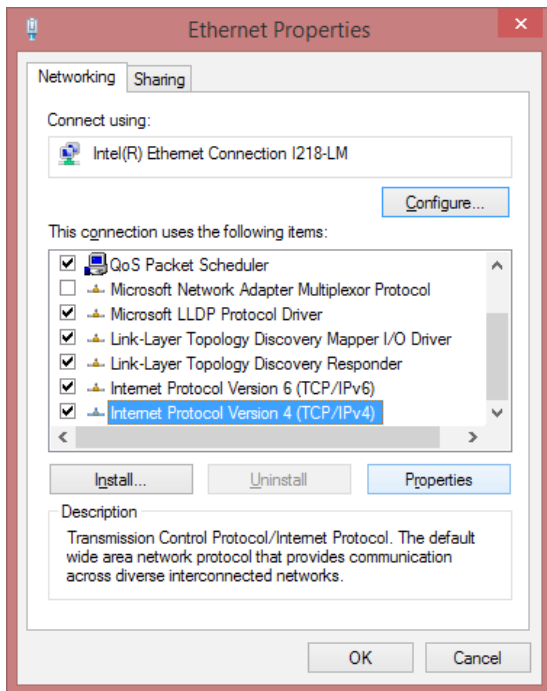 Ethernet Properties
Networking
Sharing
Connect using:
Intel(R) Ethernet Connection I218-LM
Configure...
This connection uses the following items:
QoS Packet Scheduler
Microsoft Network Adapter Multiplexor Protocol
Microsoft LLDP Protocol Driver
Link-Layer Topology Discovery Mapper I/O Driver
Link-Layer Topology Discovery Responder
Internet Protocol Version 6 (TCP/IPv6)
Internet Protocol Version 4 (TCP/IPv4)
Install...
Uninstall
Properties
Description
Transmission Control Protocol/Internet Protocol. The default
wide area network protocol that provides communication
across diverse interconnected networks.
OK
Cancel